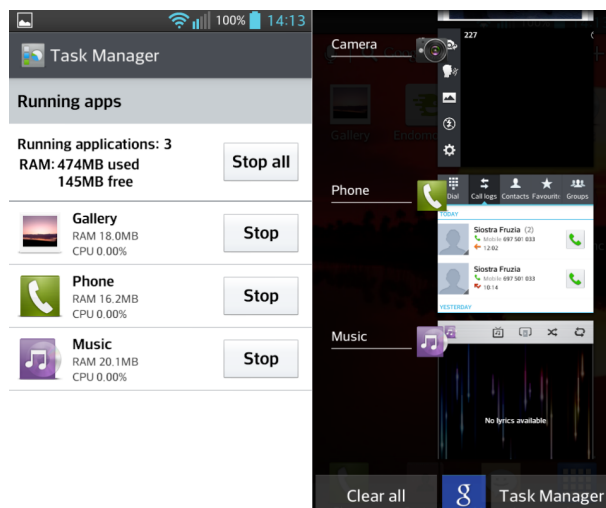 100% 14:13
Task Manager
Running apps
Running applications: 3
RAM: 474MB used
145MB free
Stop all
Gallery
RAM 18.0MB
CPU 0.00%
Stop
Phone
RAM 16.2MB
CPU 0.00%
Stop
Music
RAM 20.1MB
CPU 0.00%
Stop
Camera
227
Gallery
Endomo
Phone
Dial Call logs Contacts Favourite Groups
TODAY
Siostra Fruzia (2)
Mobile 697 501 033
12:02
Siostra Fruzia
Mobile 697 501 033
10:14
YESTERDAY
Music
No lyrics available
Clear all
g
Task Manager